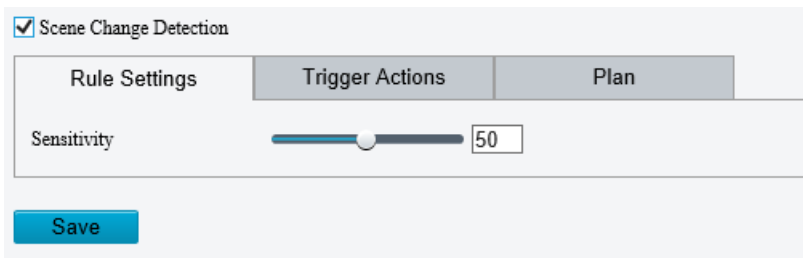 Scene Change Detection
Rule Settings Trigger Actions Plan
Sensitivity 50
Save